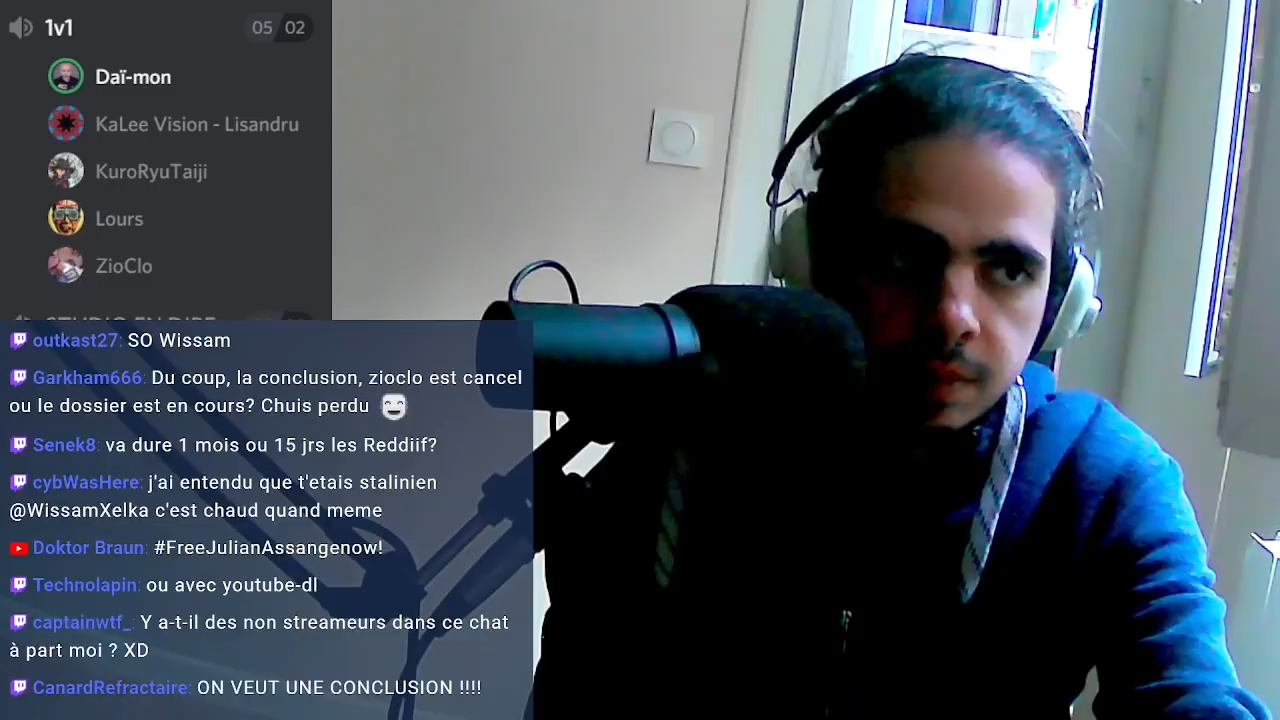 1v1
05 02
Daï-mon
KaLee Vision - Lisandru
KuroRyuTaiji
Lours
ZioClo
STUDIO EN DIRE
outkast27: SO Wissam
Garkham666: Du coup, la conclusion, zioclo est cancel
ou le dossier est en cours? Chuis perdu
Senek8: va dure 1 mois ou 15 jrs les Reddiif?
cybWasHere: j'ai entendu que t'etais stalinien
@WissamXelka c'est chaud quand meme
Doktor Braun: #FreeJulianAssangenow!
Technolapin: ou avec youtube-dl
captainwtf_: Y a-t-il des non streameurs dans ce chat
à part moi ? XD
CanardRefractaire: ON VEUT UNE CONCLUSION !!!!